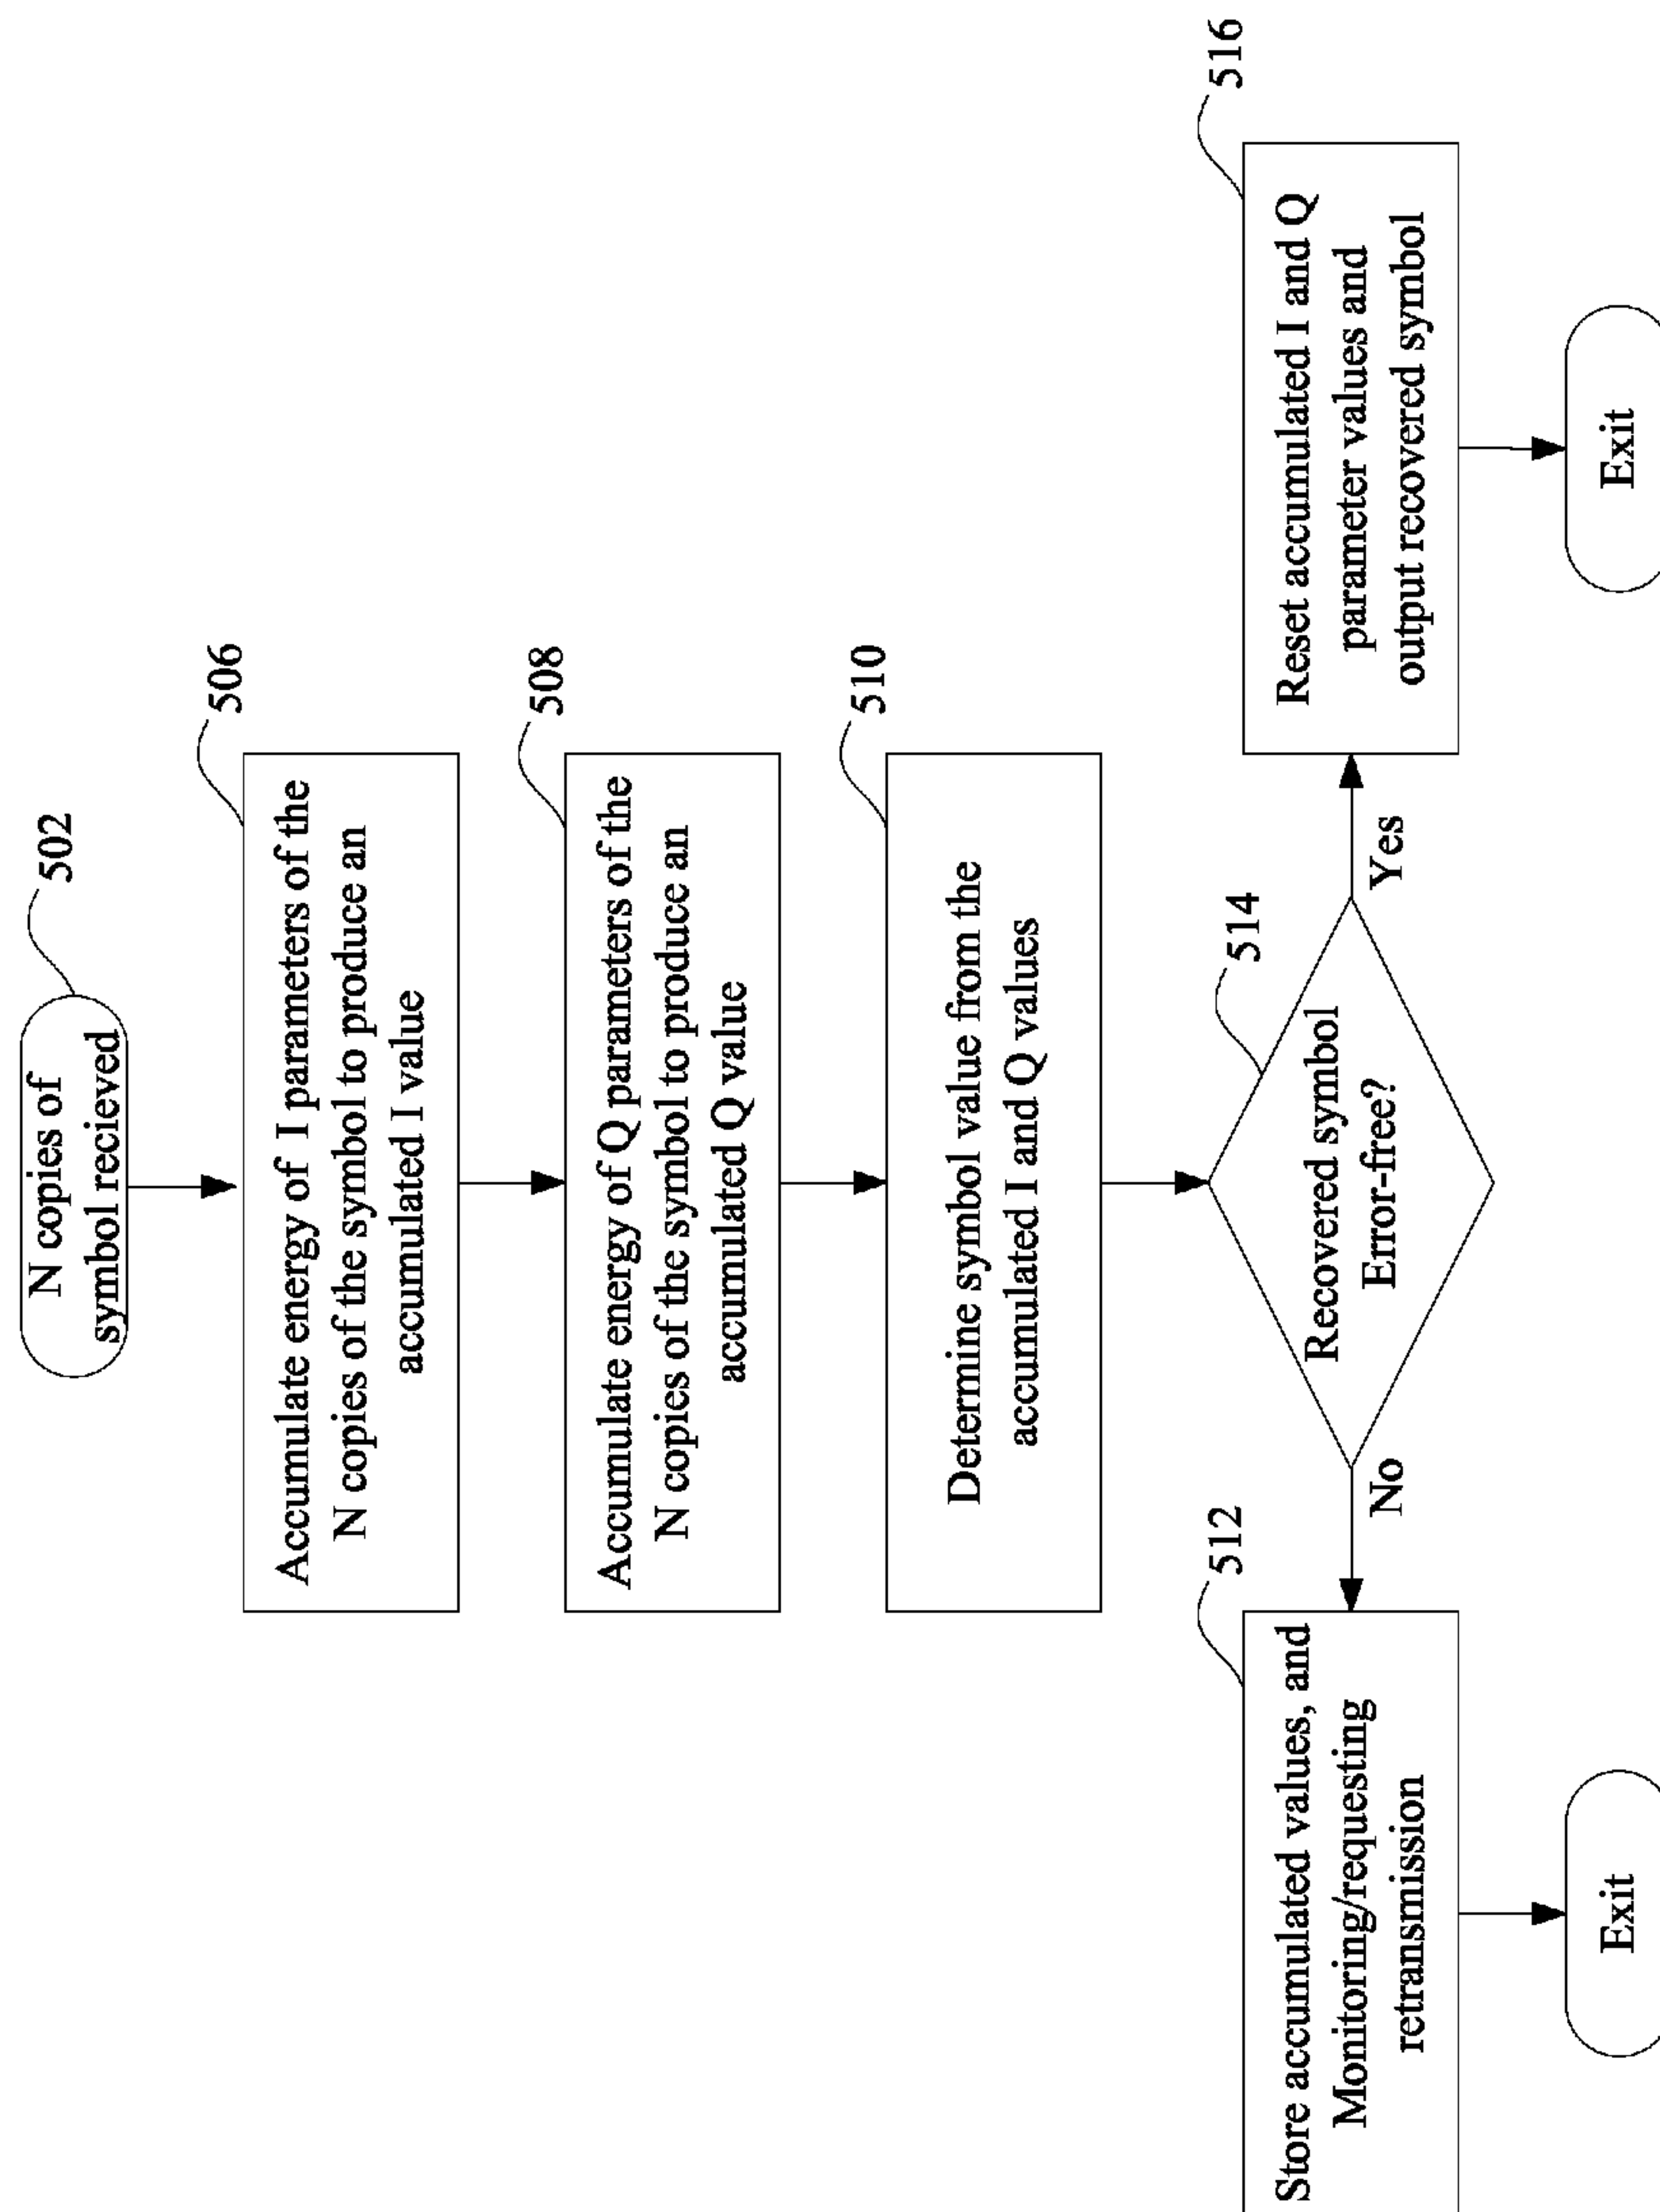 N copies of
symbol recieved
502
Accumulate energy of I parameters of the
N copies of the symbol to produce an
accumulated I value
506
Accumulate energy of Q parameters of the
N copies of the symbol to produce an
accumulated Q value
508
Determine symbol value from the
accumulated I and Q values
510
Recovered symbol
Error-free?
514
No
Yes
Store accumulated values, and
Monitoring/requesting
retransmission
512
Reset accumulated I and Q
parameter values and
output recovered symbol
516
Exit
Exit